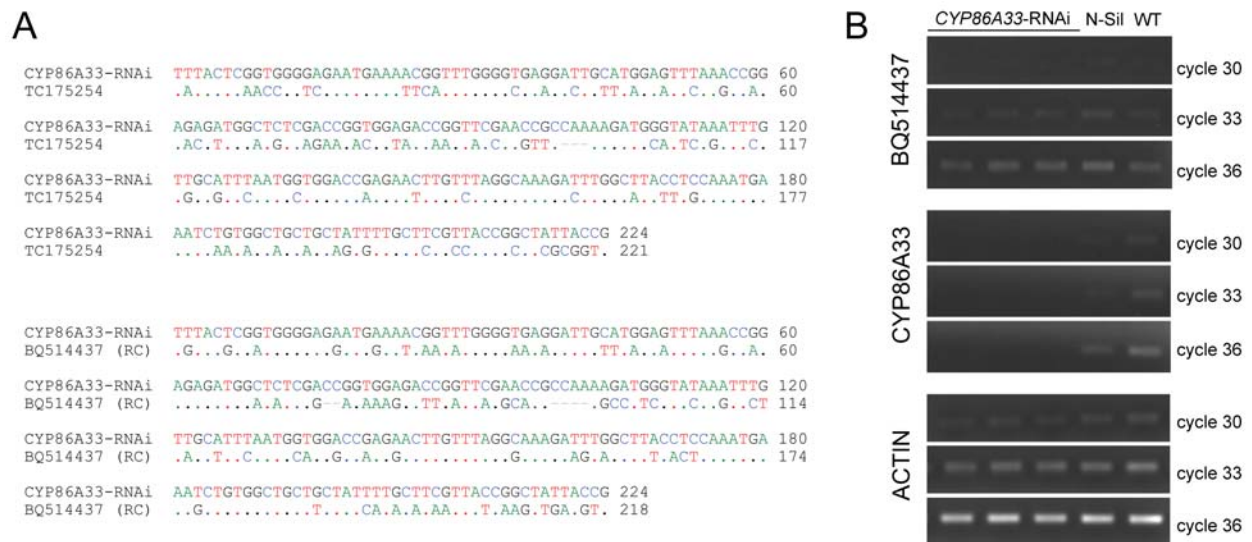 A
CYP86A33-RNAi TTTACTCGGTGGGGAGAATGAAAACGGTTTGGGGTGAGGATTGCATGGAGTTTAAACCGG 60
TC175254 .A.....AACC..TC........TTCA.......C..A..C..TT.A..A..C..G..A. 60
CYP86A33-RNAi AGAGATGGCTCTCGACCGGTGGAGACCGGTTCGAACCGCCAAAAGATGGGTATAAATTTG 120
TC175254 .AC.T...A.G..AGAA.AC..TA..AA..A.C..GTT.----......CA.TC.G...C. 117
CYP86A33-RNAi TTGCATTTAATGGTGGACCGAGAACTTGTTTAGGCAAAGATTTGGCTTACCTCCAAATGA 180
TC175254 .G..G..C....C......A....T....C.........C.....A..TT.G....... 177
CYP86A33-RNAi AATCTGTGGCTGCTGCTATTTTGCTTCGTTACCGGCTATTACCG 224
TC175254 ....AA.A..A..A..AG.G.....C..CC....C..CGCGGT. 221
CYP86A33-RNAi TTTACTCGGTGGGGAGAATGAAAACGGTTTGGGGTGAGGATTGCATGGAGTTTAAACCGG 60
BQ514437 (RC) .G...G..A.......G...G..T.AA.A.....AA.A......TT.A..A.....G..A. 60
CYP86A33-RNAi AGAGATGGCTCTCGACCGGTGGAGACCGGTTCGAACCGCCAAAAGATGGGTATAAATTTG 120
BQ514437 (RC) ........A.A...G--A.AAAG..TT.A..A.GCA..----.GCC.TC...C..G..CT 114
CYP86A33-RNAi TTGCATTTAATGGTGGACCGAGAACTTGTTTAGGCAAAGATTTGGCTTACCTCCAAATGA 180
BQ514437 (RC) .A..T..C....CA..G..A..G..............G.....AG.A....T.ACT....... 174
CYP86A33-RNAi AATCTGTGGCTGCTGCTATTTTGCTTCGTTACCGGCTATTACCG 224
BQ514437 (RC) ..G...........T....CA.A.A.AA...T.AAG.TGA.GT. 218
B
CYP86A33-RNAi N-Sil WT
BQ514437
cycle 30
cycle 33
cycle 36
CYP86A33
cycle 30
cycle 33
cycle 36
ACTIN
cycle 30
cycle 33
cycle 36